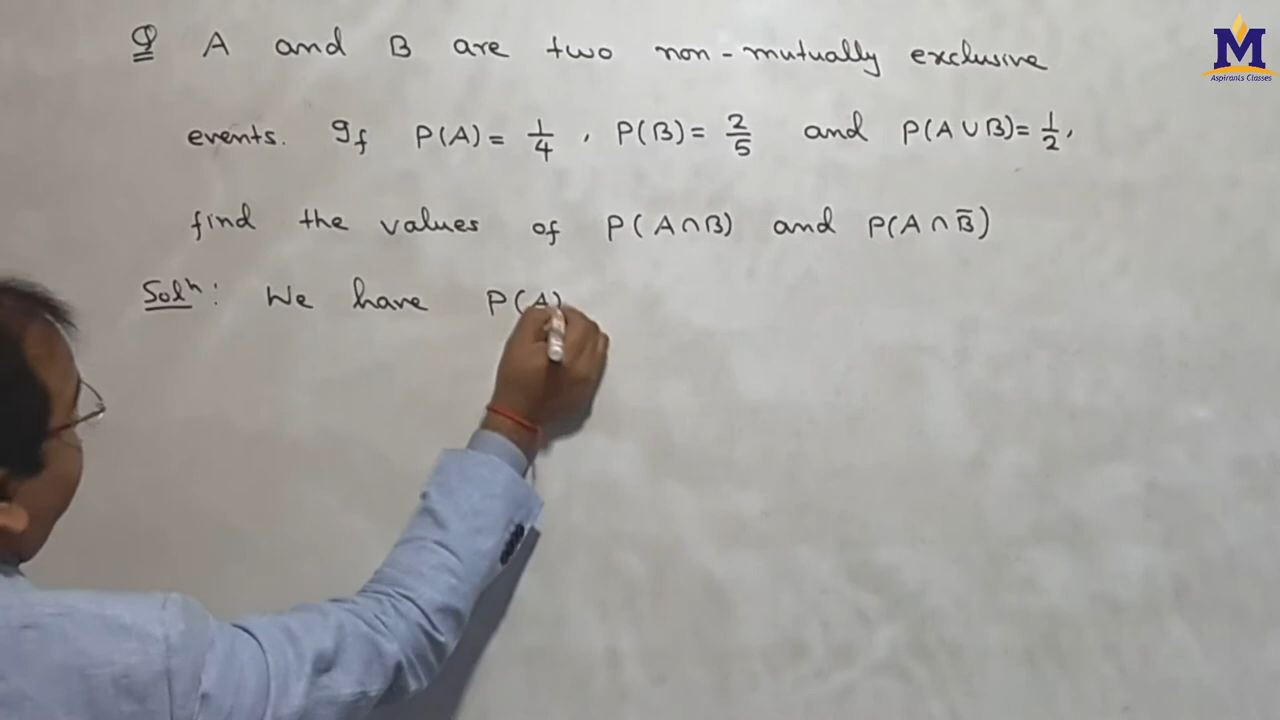 Q A and B are two non-mutually exclusive
events. If P(A) = 1/4, P(B) = 2/5 and P(A∪B) = 1/2,
find the values of P(A∩B) and P(A∩B̅)
Solⁿ: We have P(A)
M
Aspirants Classes